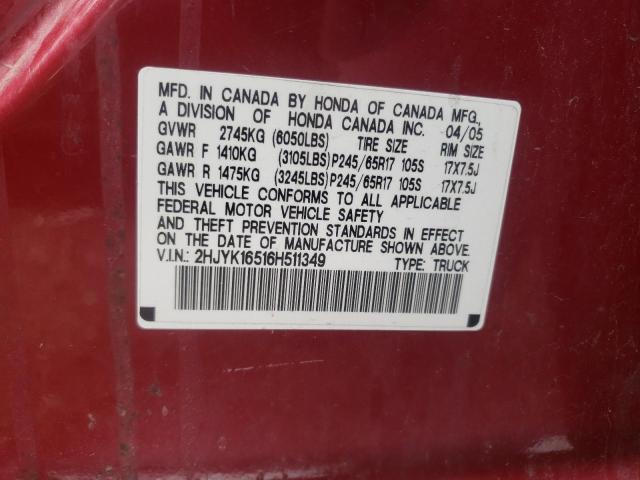 MFD. IN CANADA BY HONDA OF CANADA MFG.,
A DIVISION OF HONDA CANADA INC. 04/05
GVWR 2745KG (6050LBS) TIRE SIZE RIM SIZE
GAWR F 1410KG (3105LBS) P245/65R17 105S 17X7.5J
GAWR R 1475KG (3245LBS) P245/65R17 105S 17X7.5J
THIS VEHICLE CONFORMS TO ALL APPLICABLE
FEDERAL MOTOR VEHICLE SAFETY
AND THEFT PREVENTION STANDARDS IN EFFECT
ON THE DATE OF MANUFACTURE SHOWN ABOVE.
V.I.N.: 2HJYK16516H511349 TYPE: TRUCK